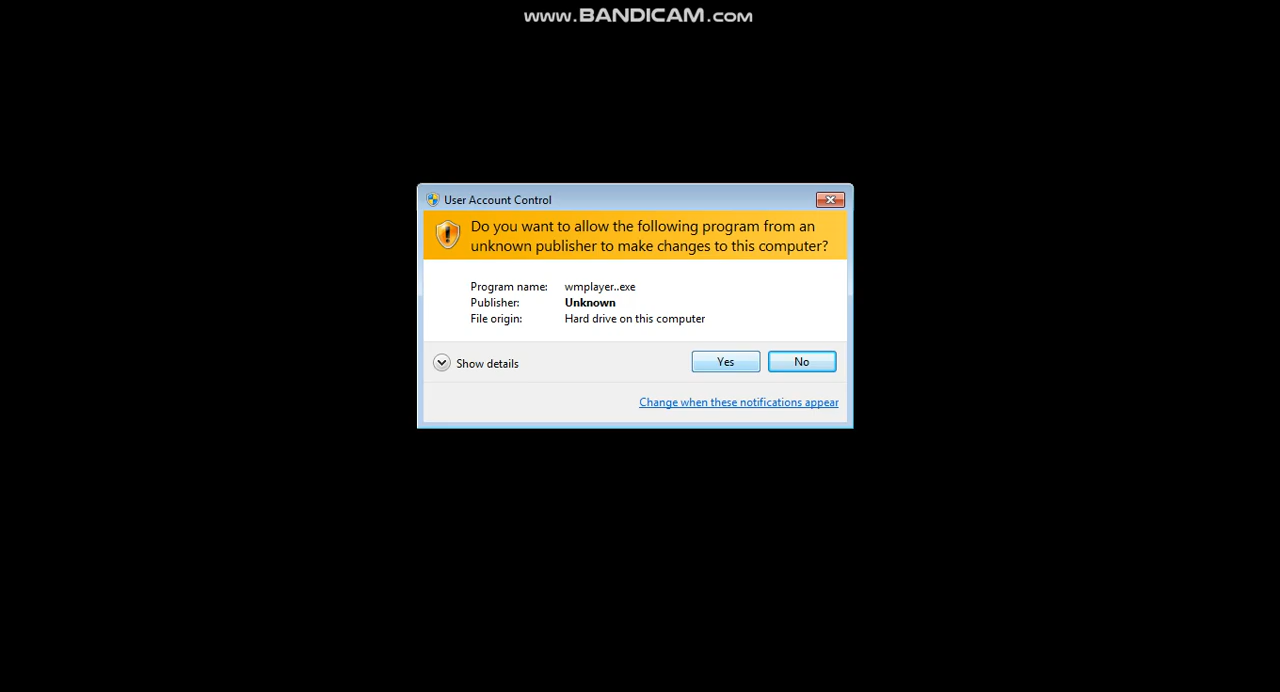 www.BANDICAM.com
User Account Control
Do you want to allow the following program from an
unknown publisher to make changes to this computer?
Program name: wmplayer..exe
Publisher: Unknown
File origin: Hard drive on this computer
Show details Yes No
Change when these notifications appear